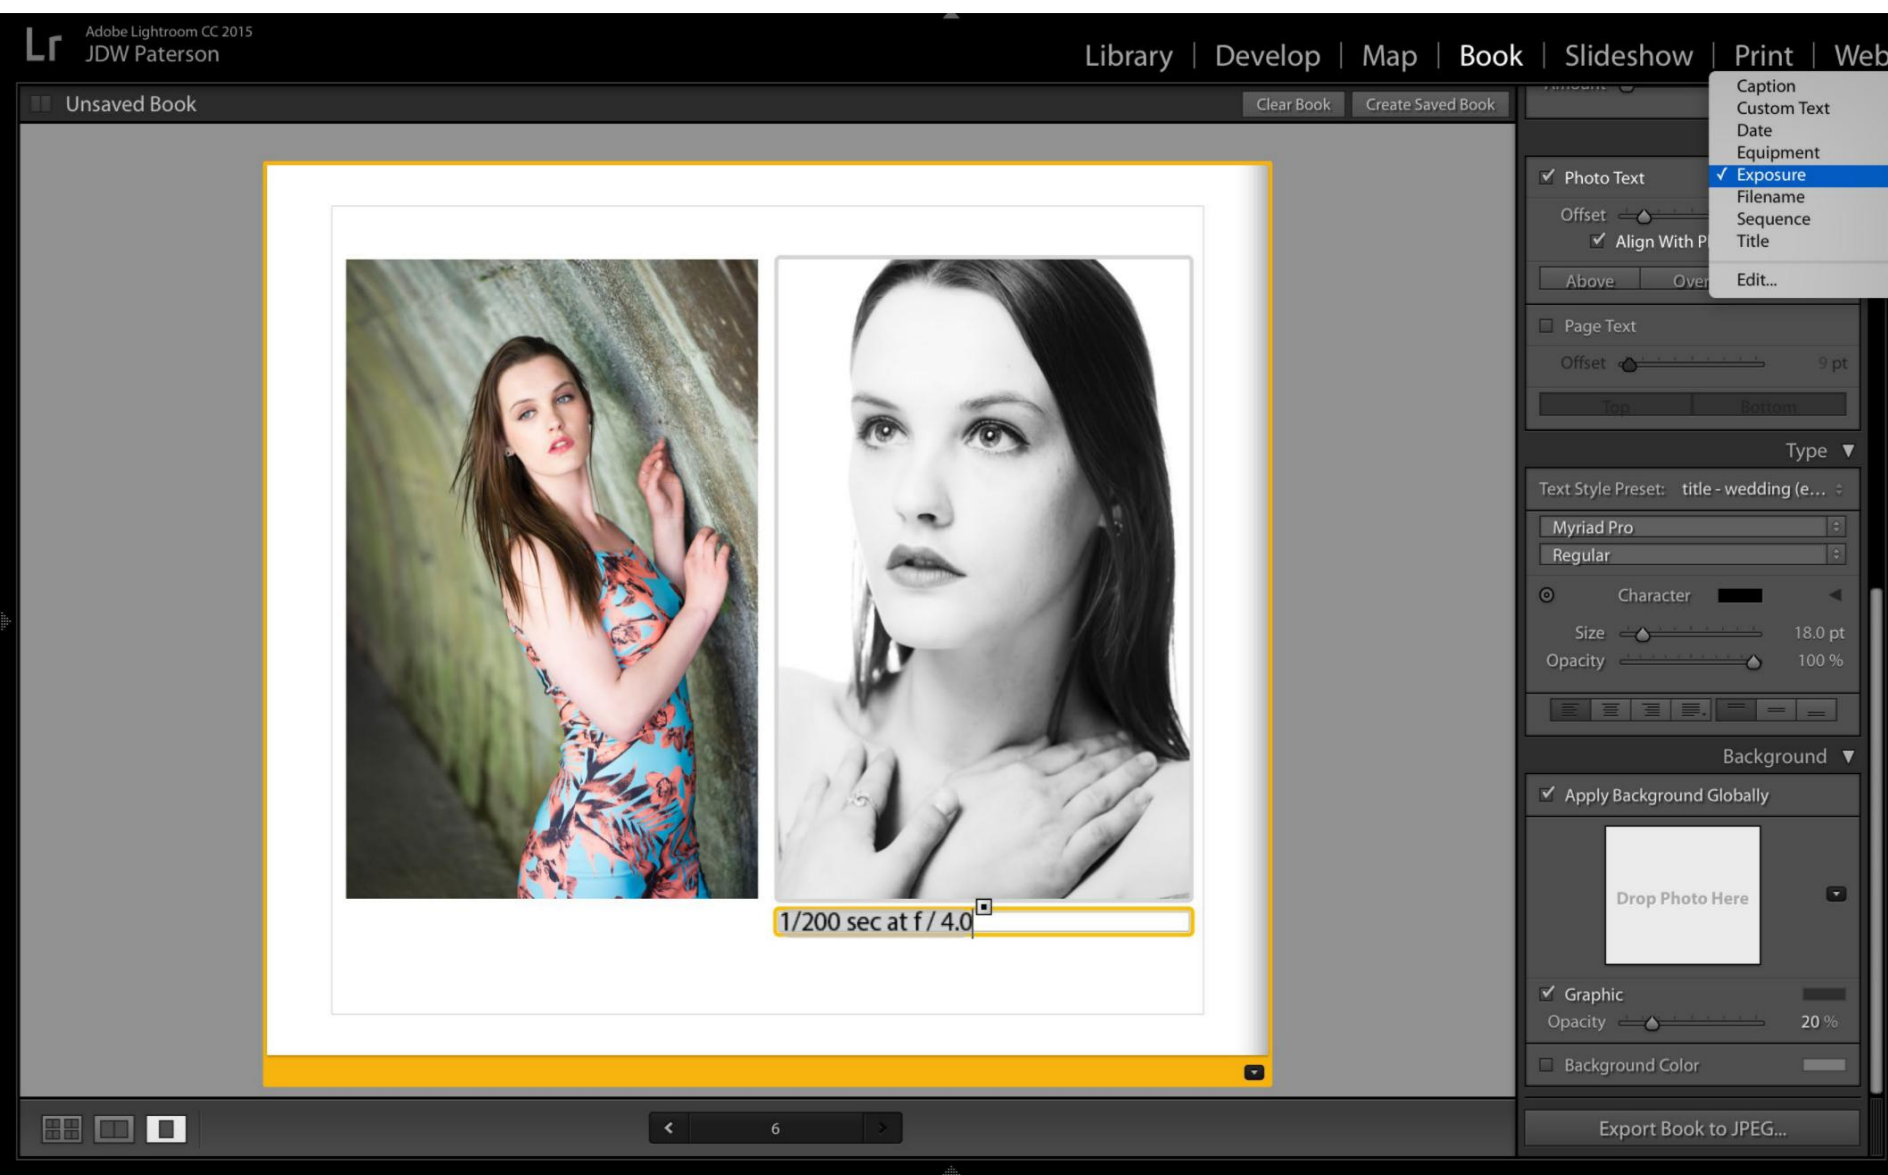 Lr
Adobe Lightroom CC 2015
JDW Paterson
Library | Develop | Map | Book | Slideshow | Print | Web
Unsaved Book
Clear Book
Create Saved Book
Amount
Caption
Custom Text
Date
Equipment
✓ Exposure
Filename
Sequence
Title
Edit...
Photo Text
Offset
Align With P
Above
Over
Page Text
Offset
9 pt
Top
Bottom
Type
Text Style Preset: title - wedding (e...
Myriad Pro
Regular
Character
Size
18.0 pt
Opacity
100 %
Background
Apply Background Globally
Drop Photo Here
Graphic
Opacity
20 %
Background Color
Export Book to JPEG...
1/200 sec at f / 4.0
6